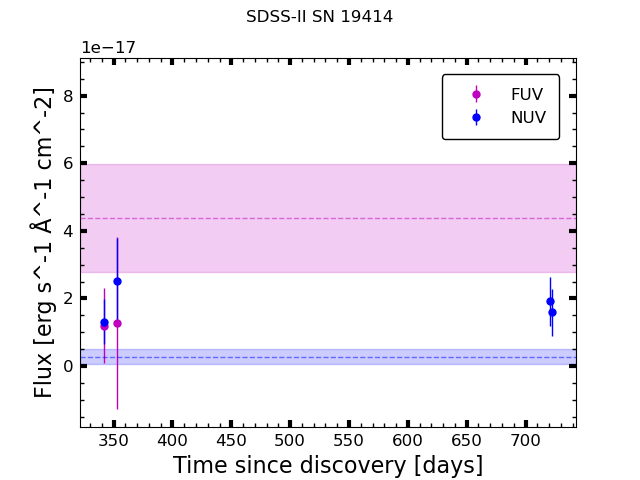 SDSS-II SN 19414
1e−17
FUV
NUV
8
6
4
2
0
Flux [erg s^-1 Å^-1 cm^-2]
350 400 450 500 550 600 650 700
Time since discovery [days]